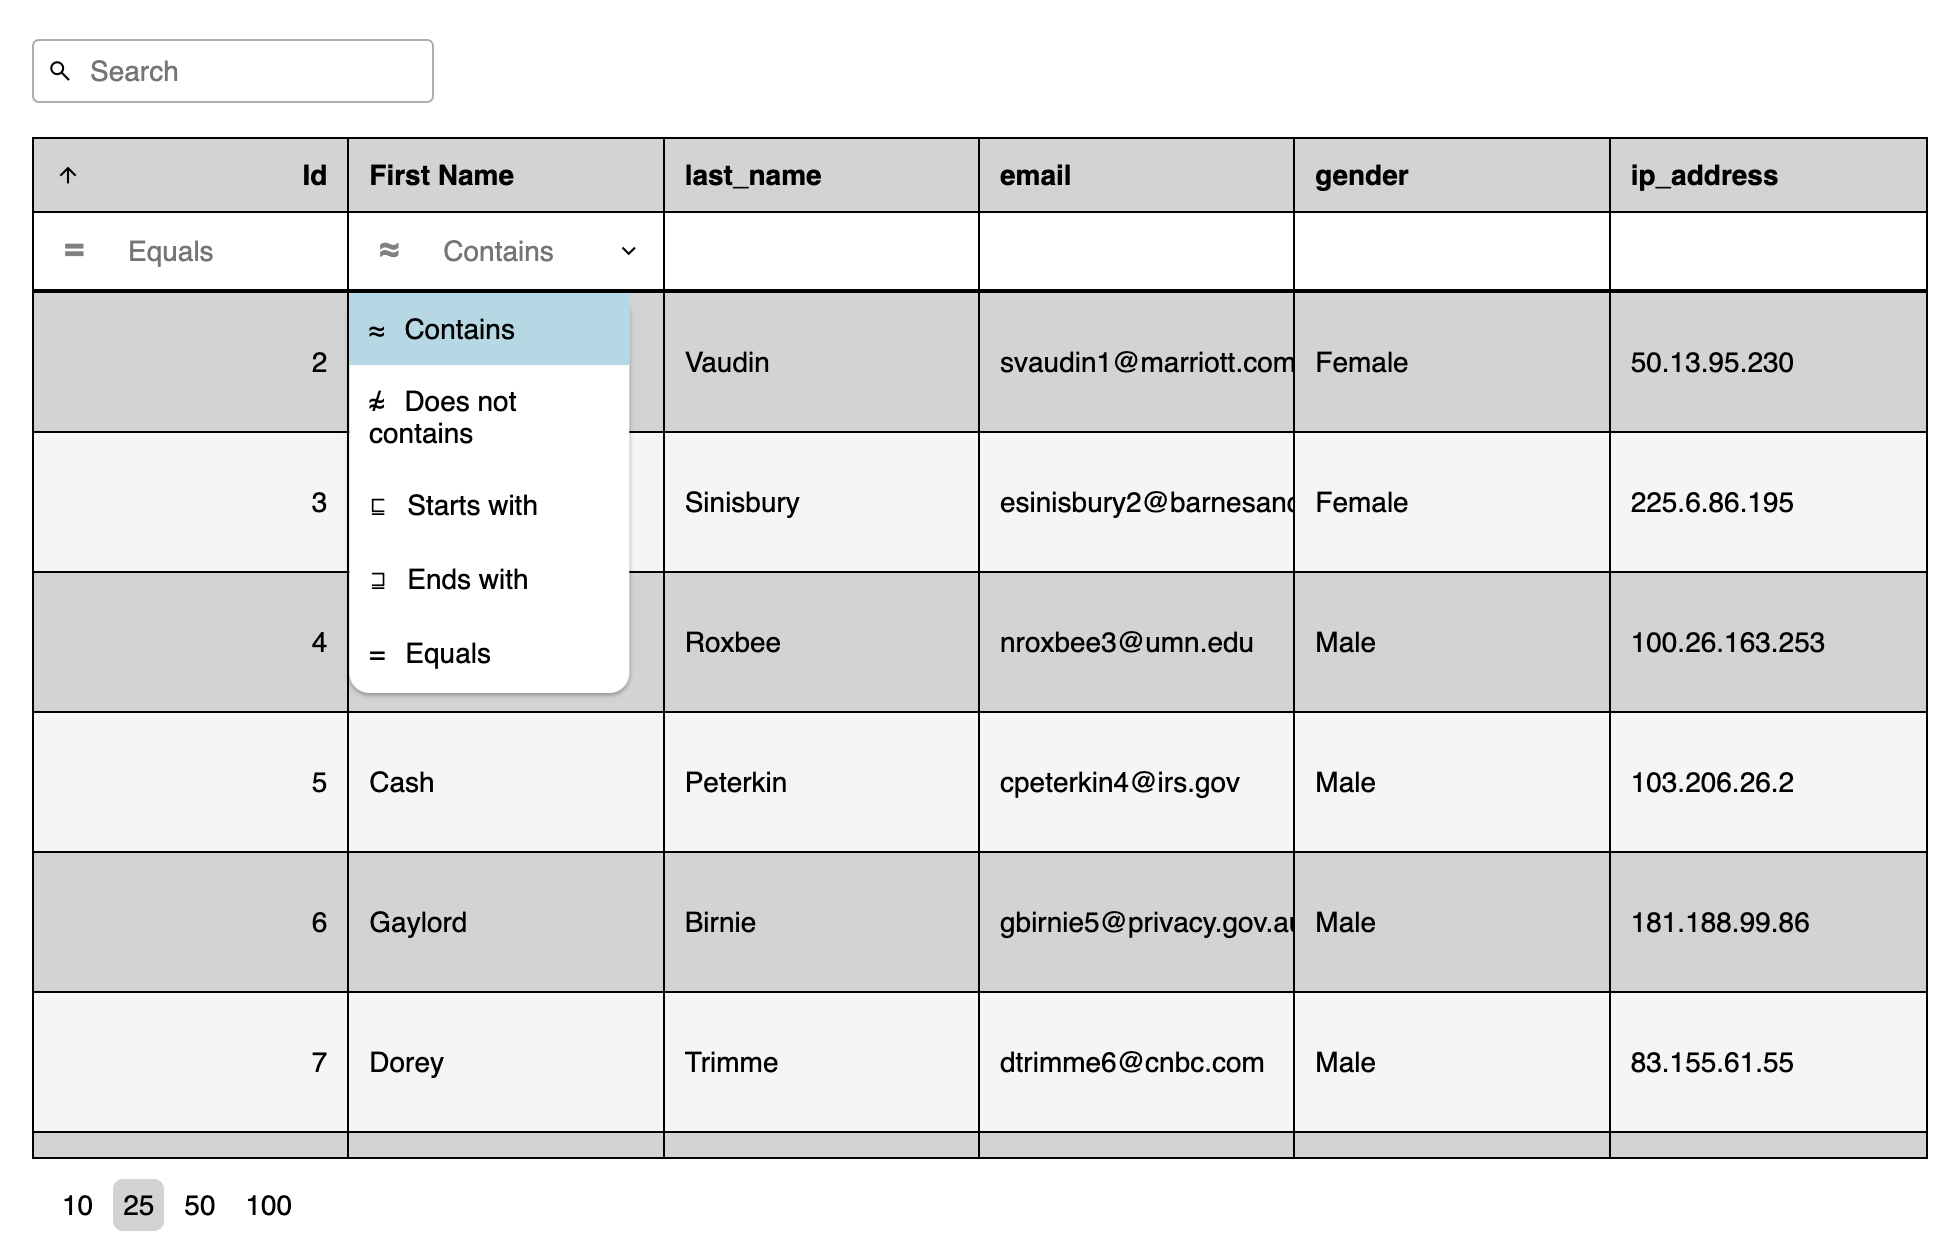 Search
Id First Name last_name email gender ip_address
= Equals ≈ Contains
≈ Contains
≉ Does not
contains
⊑ Starts with
⊒ Ends with
= Equals
2 Vaudin svaudin1@marriott.com Female 50.13.95.230
3 Sinisbury esinisbury2@barnesand Female 225.6.86.195
4 Roxbee nroxbee3@umn.edu Male 100.26.163.253
5 Cash Peterkin cpeterkin4@irs.gov Male 103.206.26.2
6 Gaylord Birnie gbirnie5@privacy.gov.au Male 181.188.99.86
7 Dorey Trimme dtrimme6@cnbc.com Male 83.155.61.55
10 25 50 100